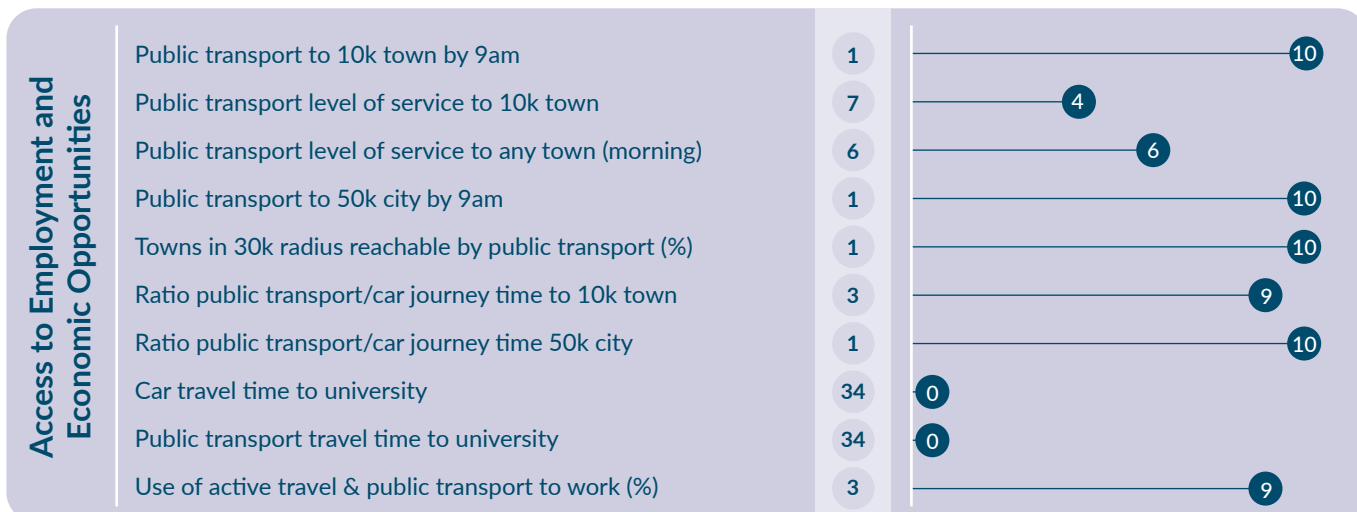 Access to Employment and
Economic Opportunities
Public transport to 10k town by 9am 1 10
Public transport level of service to 10k town 7 4
Public transport level of service to any town (morning) 6 6
Public transport to 50k city by 9am 1 10
Towns in 30k radius reachable by public transport (%) 1 10
Ratio public transport/car journey time to 10k town 3 9
Ratio public transport/car journey time 50k city 1 10
Car travel time to university 34 0
Public transport travel time to university 34 0
Use of active travel & public transport to work (%) 3 9